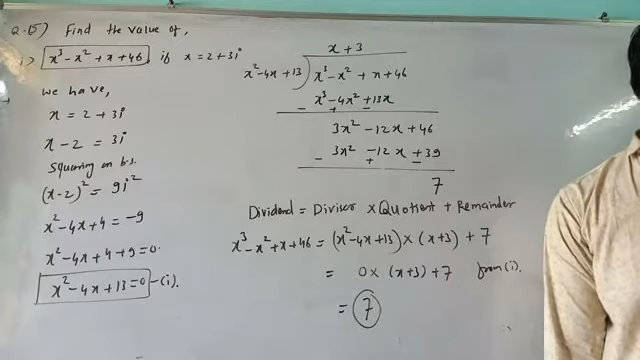 Q.(5) Find the value of,
i> x³ - x² + x + 46, if x = 2 + 3i
we have,
x = 2 + 3i
x - 2 = 3i
Squaring on b.s.
(x-2)² = 9i²
x² - 4x + 4 = -9
x² - 4x + 4 + 9 = 0.
x² - 4x + 13 = 0 -(i).
x + 3
x² - 4x + 13 ) x³ - x² + x + 46
x³ - 4x² + 13x
- + -
3x² - 12x + 46
3x² - 12x + 39
- + -
7
Dividend = Divisor × Quotient + Remainder
x³ - x² + x + 46 = (x² - 4x + 13) × (x + 3) + 7
= 0 × (x + 3) + 7 from (i).
= 7